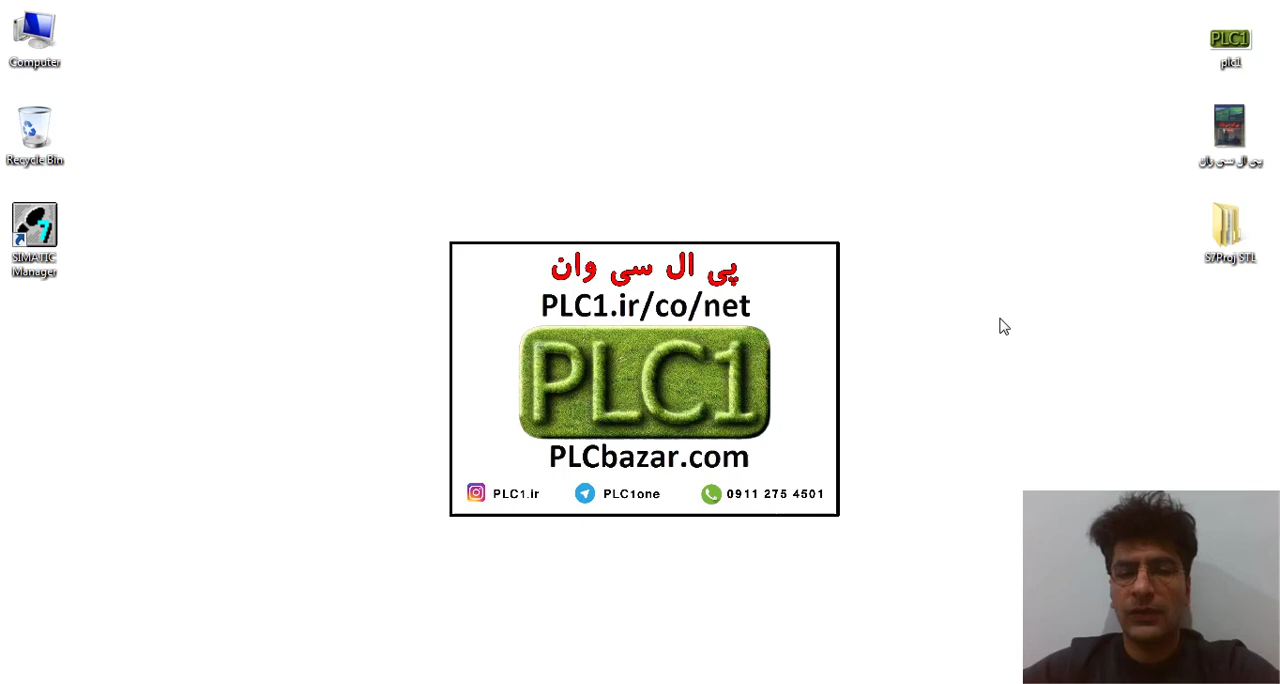 Computer
Recycle Bin
SIMATIC
Manager
پی ال سی وان
PLC1.ir/co/net
PLC1
PLCbazar.com
PLC1.ir
PLC1one
0911 275 4501
PLC1
plc1
پی ال سی وان
S7Proj STL